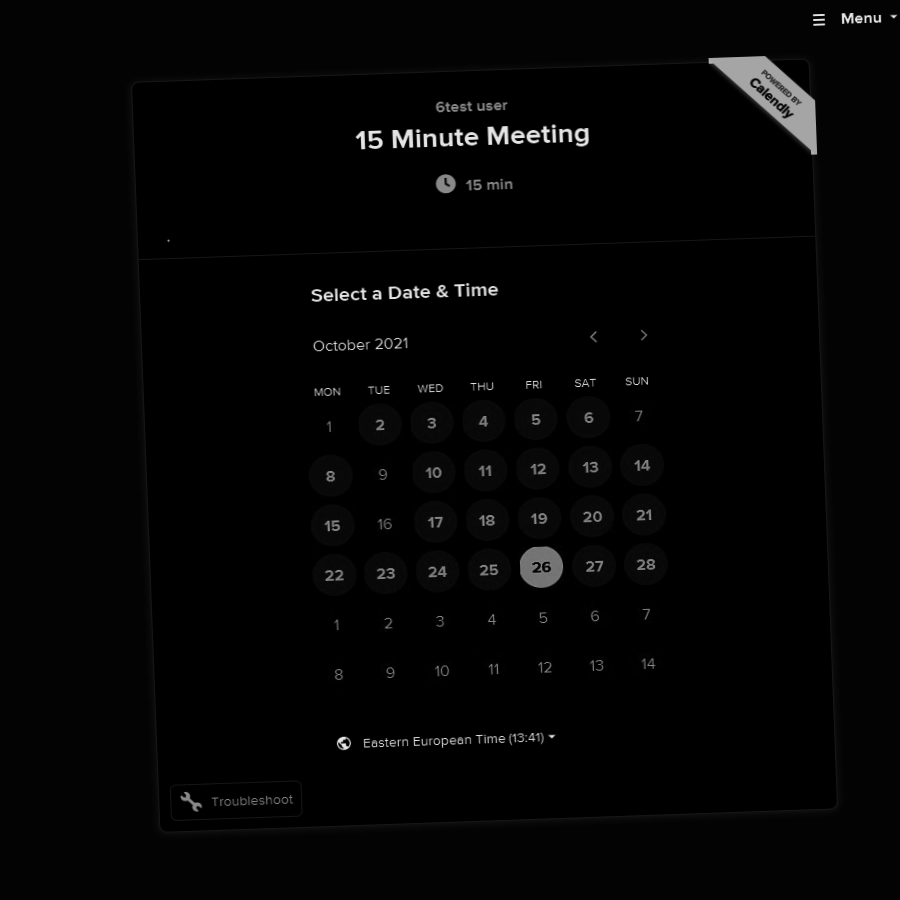 Menu
POWERED BY
Calendly
6test user
15 Minute Meeting
15 min
Select a Date & Time
October 2021
MON TUE WED THU FRI SAT SUN
1 2 3 4 5 6 7
8 9 10 11 12 13 14
15 16 17 18 19 20 21
22 23 24 25 26 27 28
1 2 3 4 5 6 7
8 9 10 11 12 13 14
Eastern European Time (13:41)
Troubleshoot